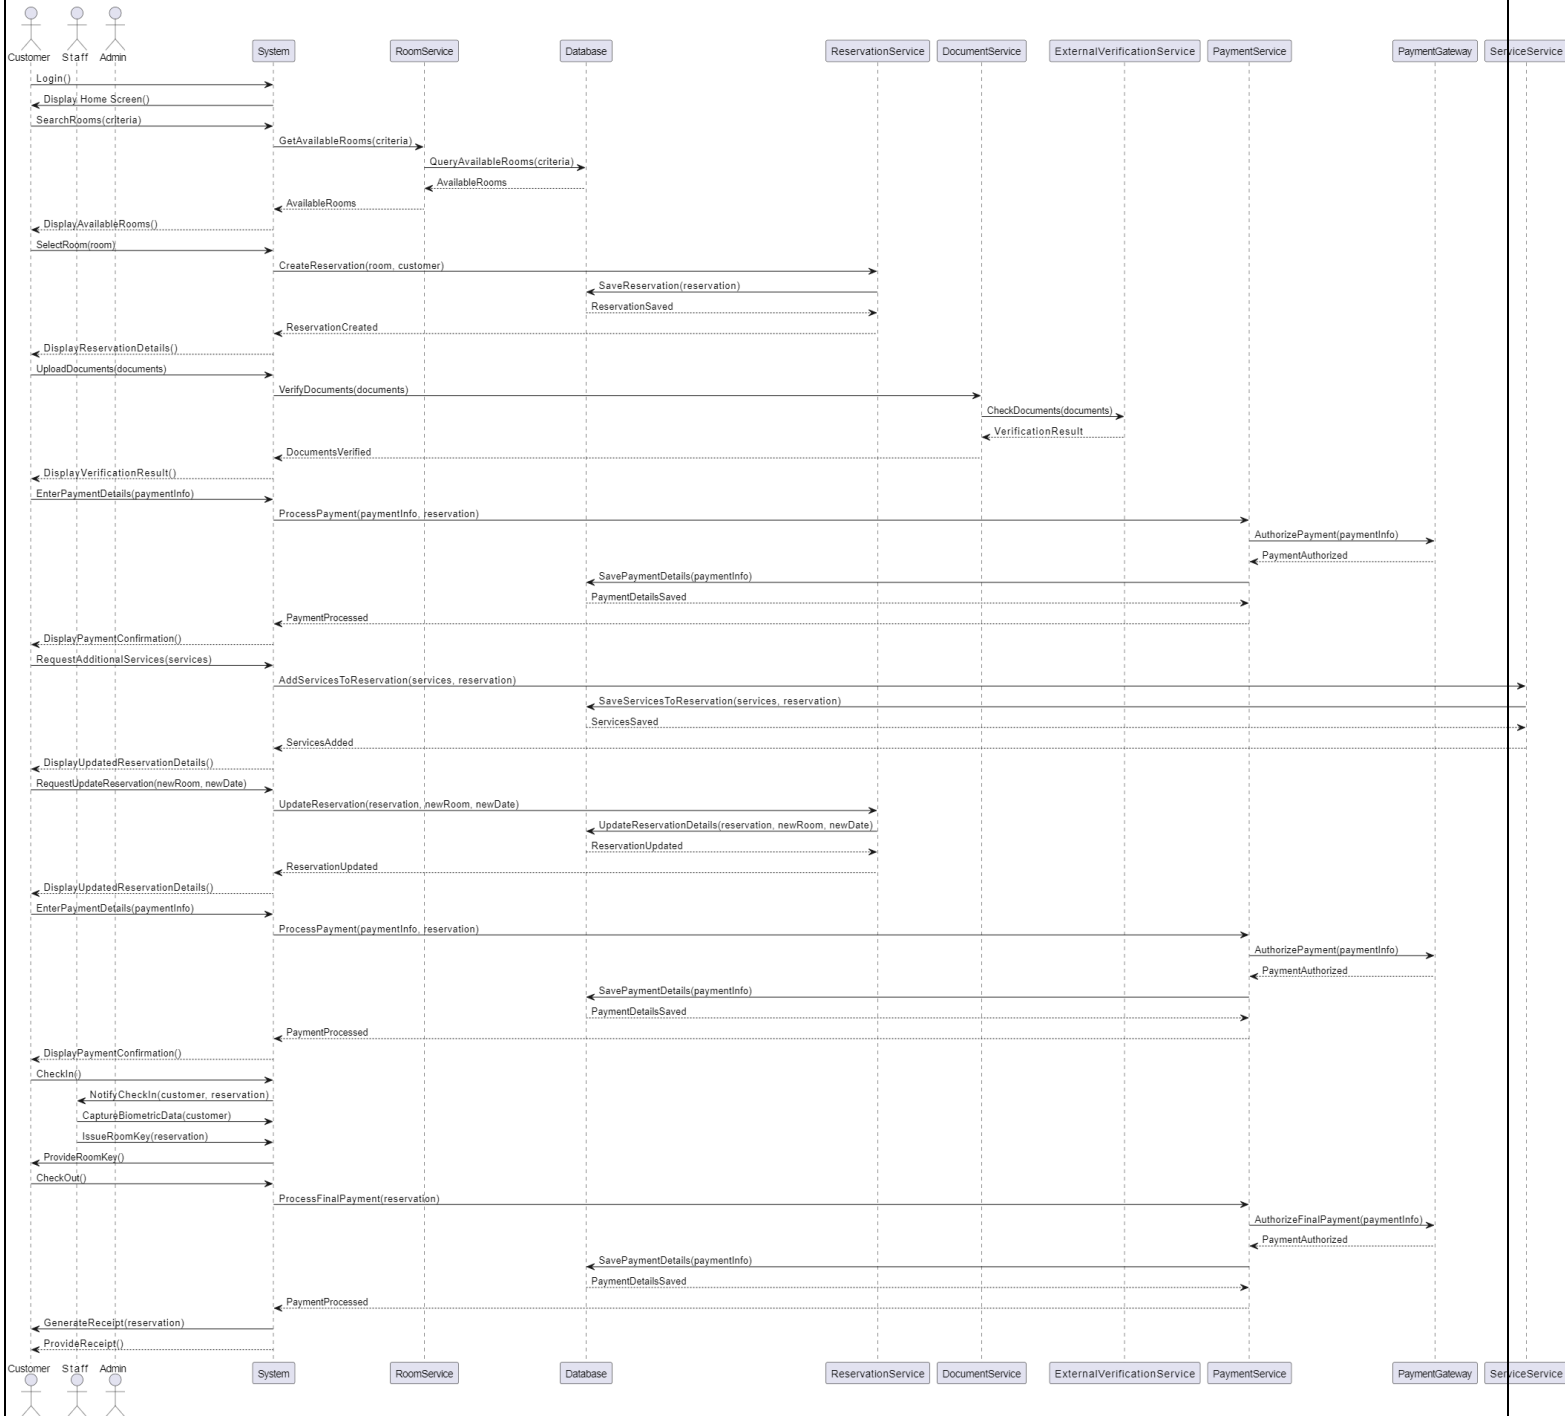 Customer Staff Admin System RoomService Database ReservationService DocumentService ExternalVerificationService PaymentService PaymentGateway ServiceService
Login()
Display Home Screen()
SearchRooms(criteria)
GetAvailableRooms(criteria)
QueryAvailableRooms(criteria)
AvailableRooms
AvailableRooms
DisplayAvailableRooms()
SelectRoom(room)
CreateReservation(room, customer)
SaveReservation(reservation)
ReservationSaved
ReservationCreated
DisplayReservationDetails()
UploadDocuments(documents)
VerifyDocuments(documents)
CheckDocuments(documents)
VerificationResult
DocumentsVerified
DisplayVerificationResult()
EnterPaymentDetails(paymentInfo)
ProcessPayment(paymentInfo, reservation)
AuthorizePayment(paymentInfo)
PaymentAuthorized
SavePaymentDetails(paymentInfo)
PaymentDetailsSaved
PaymentProcessed
DisplayPaymentConfirmation()
RequestAdditionalServices(services)
AddServicesToReservation(services, reservation)
SaveServicesToReservation(services, reservation)
ServicesSaved
ServicesAdded
DisplayUpdatedReservationDetails()
RequestUpdateReservation(newRoom, newDate)
UpdateReservation(reservation, newRoom, newDate)
UpdateReservationDetails(reservation, newRoom, newDate)
ReservationUpdated
ReservationUpdated
DisplayUpdatedReservationDetails()
EnterPaymentDetails(paymentInfo)
ProcessPayment(paymentInfo, reservation)
AuthorizePayment(paymentInfo)
PaymentAuthorized
SavePaymentDetails(paymentInfo)
PaymentDetailsSaved
PaymentProcessed
DisplayPaymentConfirmation()
CheckIn()
NotifyCheckIn(customer, reservation)
CaptureBiometricData(customer)
IssueRoomKey(reservation)
ProvideRoomKey()
CheckOut()
ProcessFinalPayment(reservation)
AuthorizeFinalPayment(paymentInfo)
PaymentAuthorized
SavePaymentDetails(paymentInfo)
PaymentDetailsSaved
PaymentProcessed
GenerateReceipt(reservation)
ProvideReceipt()
Customer Staff Admin System RoomService Database ReservationService DocumentService ExternalVerificationService PaymentService PaymentGateway ServiceService